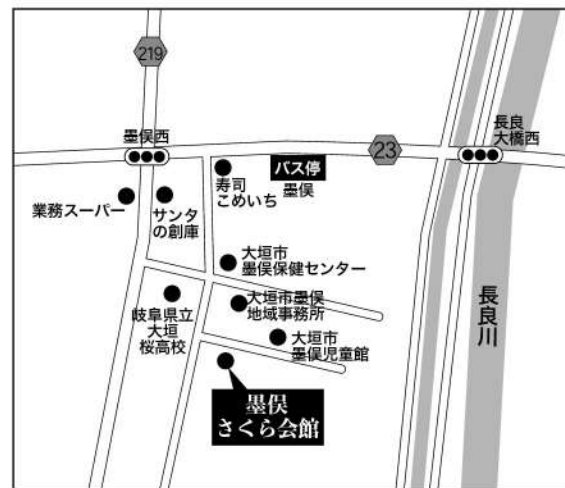 219
墨俣西
長良
大橋西
23
バス停
墨俣
寿司
こめいち
業務スーパー
サンタ
の創庫
大垣市
墨俣保健センター
大垣市墨俣
地域事務所
岐阜県立
大垣
桜高校
大垣市
墨俣児童館
長良川
墨俣
さくら会館